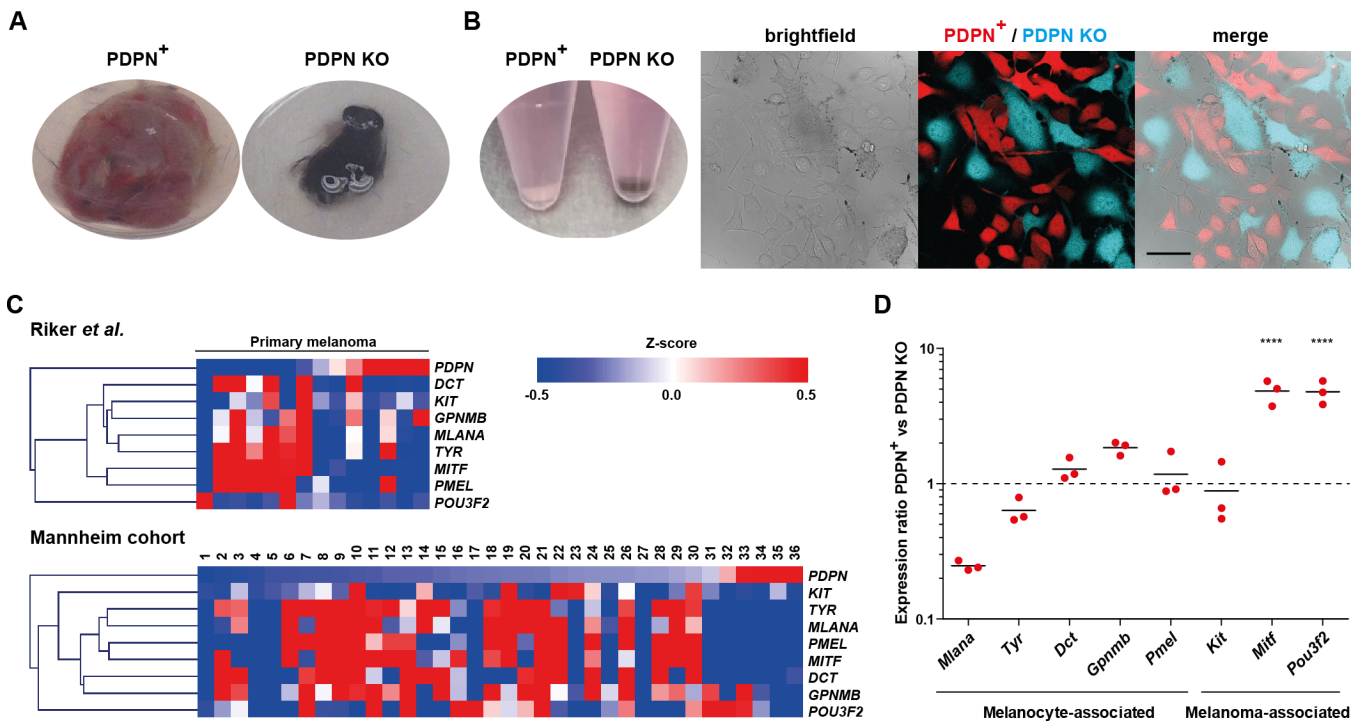 A
PDPN+
PDPN KO
B
PDPN+ PDPN KO
brightfield
PDPN+ / PDPN KO
merge
C
Riker et al.
Primary melanoma
PDPN
DCT
KIT
GPNMB
MLANA
TYR
MITF
PMEL
POU3F2
Z-score
-0.5 0.0 0.5
Mannheim cohort
1 2 3 4 5 6 7 8 9 10 11 12 13 14 15 16 17 18 19 20 21 22 23 24 25 26 27 28 29 30 31 32 33 34 35 36
PDPN
KIT
TYR
MLANA
PMEL
MITF
DCT
GPNMB
POU3F2
D
Expression ratio PDPN+ vs PDPN KO
10
1
0.1
**** ****
Mlana Tyr Dct Gpnmb Pmel Kit Mitf Pou3f2
Melanocyte-associated Melanoma-associated